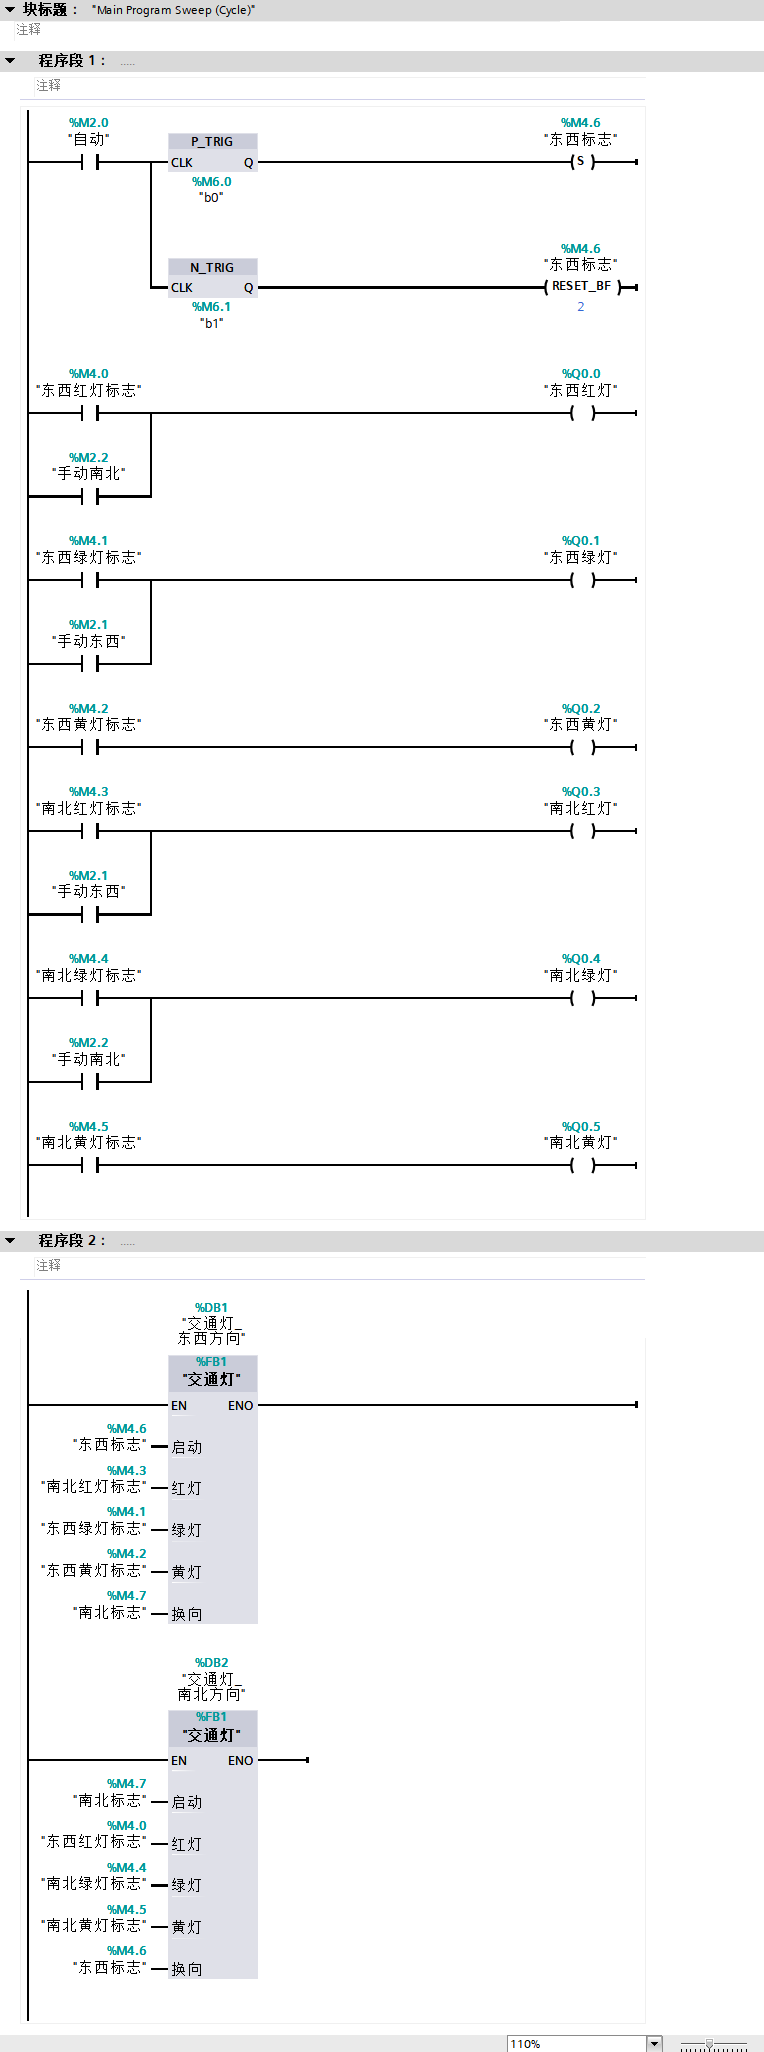 块标题： "Main Program Sweep (Cycle)"
注释
程序段 1： .....
注释
%M2.0
"自动"
P_TRIG
CLK Q
%M6.0
"b0"
%M4.6
"东西标志"
S
N_TRIG
CLK Q
%M6.1
"b1"
%M4.6
"东西标志"
RESET_BF
2
%M4.0
"东西红灯标志"
%Q0.0
"东西红灯"
%M2.2
"手动南北"
%M4.1
"东西绿灯标志"
%Q0.1
"东西绿灯"
%M2.1
"手动东西"
%M4.2
"东西黄灯标志"
%Q0.2
"东西黄灯"
%M4.3
"南北红灯标志"
%Q0.3
"南北红灯"
%M2.1
"手动东西"
%M4.4
"南北绿灯标志"
%Q0.4
"南北绿灯"
%M2.2
"手动南北"
%M4.5
"南北黄灯标志"
%Q0.5
"南北黄灯"
程序段 2： .....
注释
%DB1
"交通灯_
东西方向"
%FB1
"交通灯"
EN ENO
%M4.6
"东西标志" 启动
%M4.3
"南北红灯标志" 红灯
%M4.1
"东西绿灯标志" 绿灯
%M4.2
"东西黄灯标志" 黄灯
%M4.7
"南北标志" 换向
%DB2
"交通灯_
南北方向"
%FB1
"交通灯"
EN ENO
%M4.7
"南北标志" 启动
%M4.0
"东西红灯标志" 红灯
%M4.4
"南北绿灯标志" 绿灯
%M4.5
"南北黄灯标志" 黄灯
%M4.6
"东西标志" 换向
110%